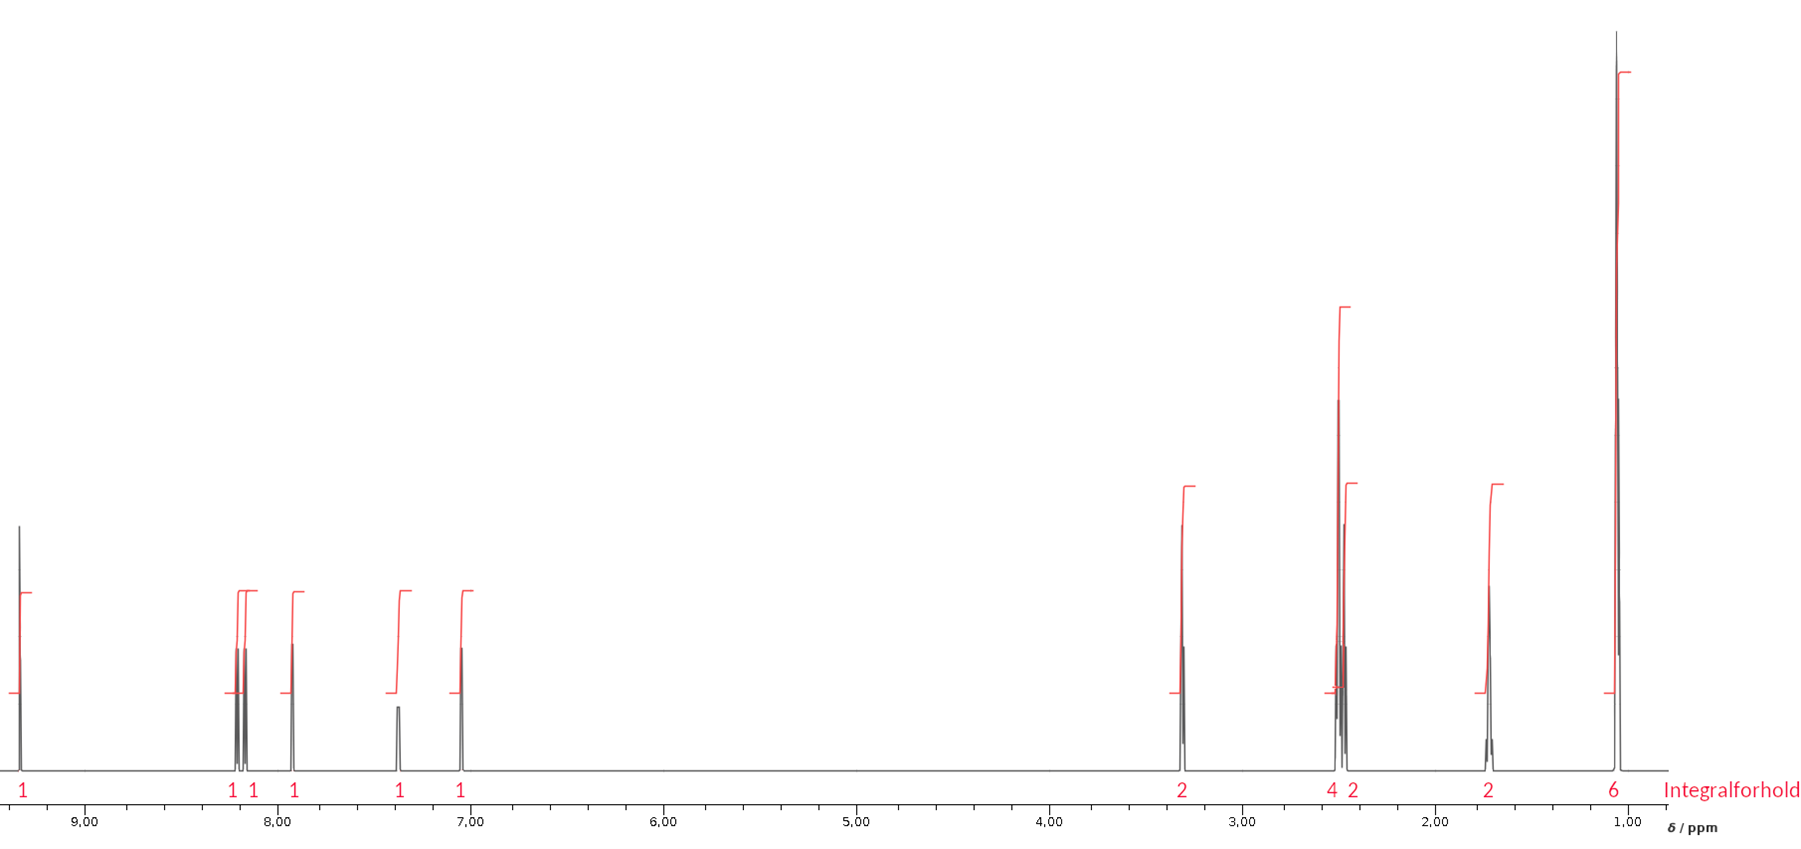 1 1 1 1 1 1 2 4 2 2 6 Integralforhold
9,00 8,00 7,00 6,00 5,00 4,00 3,00 2,00 1,00 δ / ppm